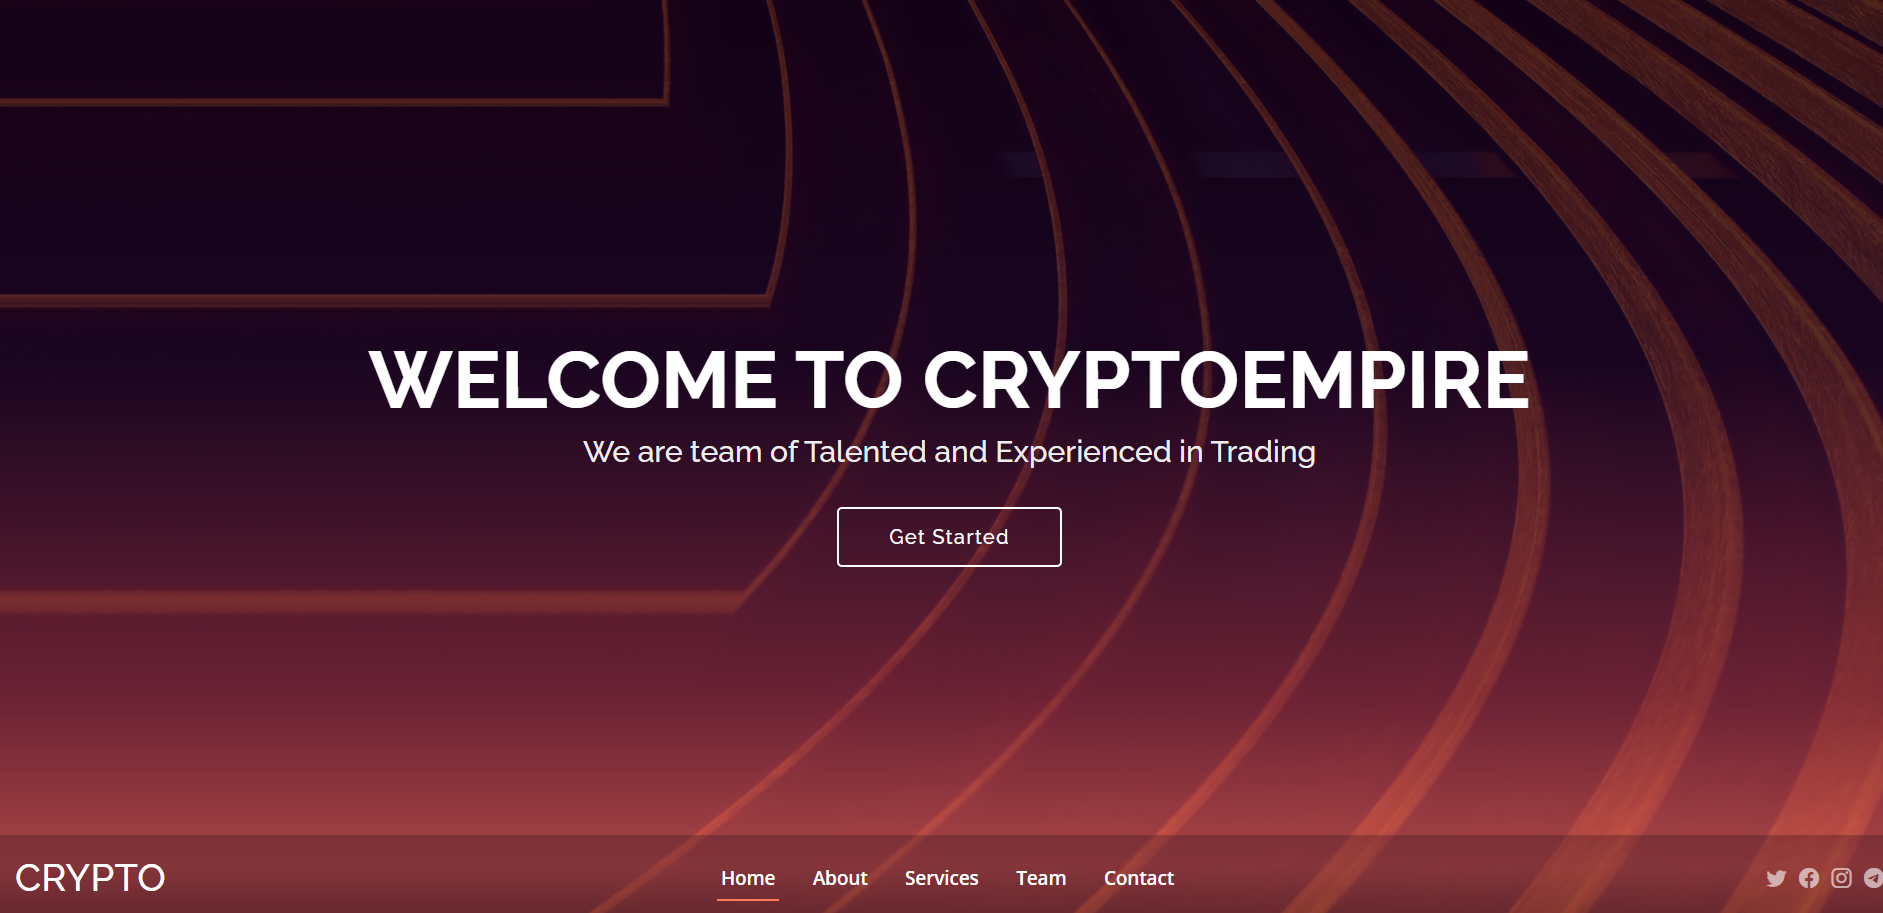 WELCOME TO CRYPTOEMPIRE
We are team of Talented and Experienced in Trading
Get Started
CRYPTO
Home About Services Team Contact